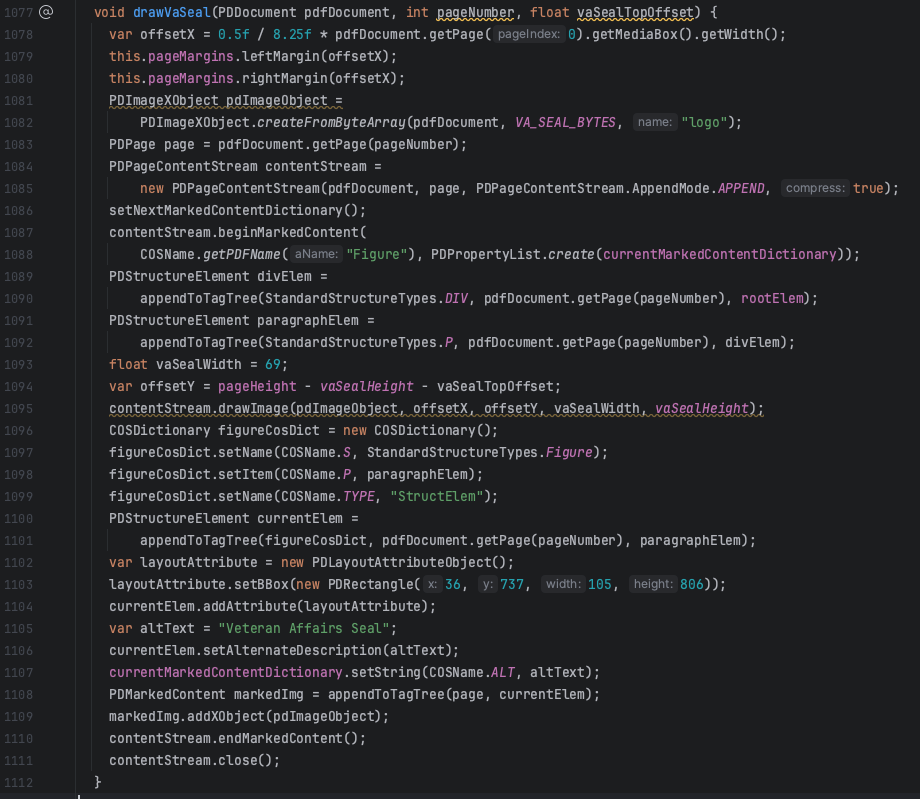 1077 @ void drawVaSeal(PDDocument pdfDocument, int pageNumber, float vaSealTopOffset) {
1078 var offsetX = 0.5f / 8.25f * pdfDocument.getPage( pageIndex: 0).getMediaBox().getWidth();
1079 this.pageMargins.leftMargin(offsetX);
1080 this.pageMargins.rightMargin(offsetX);
1081 PDImageXObject pdImageObject =
1082 PDImageXObject.createFromByteArray(pdfDocument, VA_SEAL_BYTES, name: "logo");
1083 PDPage page = pdfDocument.getPage(pageNumber);
1084 PDPageContentStream contentStream =
1085 new PDPageContentStream(pdfDocument, page, PDPageContentStream.AppendMode.APPEND, compress: true);
1086 setNextMarkedContentDictionary();
1087 contentStream.beginMarkedContent(
1088 COSName.getPDFName( aName: "Figure"), PDPropertyList.create(currentMarkedContentDictionary));
1089 PDStructureElement divElem =
1090 appendToTagTree(StandardStructureTypes.DIV, pdfDocument.getPage(pageNumber), rootElem);
1091 PDStructureElement paragraphElem =
1092 appendToTagTree(StandardStructureTypes.P, pdfDocument.getPage(pageNumber), divElem);
1093 float vaSealWidth = 69;
1094 var offsetY = pageHeight - vaSealHeight - vaSealTopOffset;
1095 contentStream.drawImage(pdImageObject, offsetX, offsetY, vaSealWidth, vaSealHeight);
1096 COSDictionary figureCosDict = new COSDictionary();
1097 figureCosDict.setName(COSName.S, StandardStructureTypes.Figure);
1098 figureCosDict.setItem(COSName.P, paragraphElem);
1099 figureCosDict.setName(COSName.TYPE, "StructElem");
1100 PDStructureElement currentElem =
1101 appendToTagTree(figureCosDict, pdfDocument.getPage(pageNumber), paragraphElem);
1102 var layoutAttribute = new PDLayoutAttributeObject();
1103 layoutAttribute.setBBox(new PDRectangle( x: 36, y: 737, width: 105, height: 806));
1104 currentElem.addAttribute(layoutAttribute);
1105 var altText = "Veteran Affairs Seal";
1106 currentElem.setAlternateDescription(altText);
1107 currentMarkedContentDictionary.setString(COSName.ALT, altText);
1108 PDMarkedContent markedImg = appendToTagTree(page, currentElem);
1109 markedImg.addXObject(pdImageObject);
1110 contentStream.endMarkedContent();
1111 contentStream.close();
1112 }